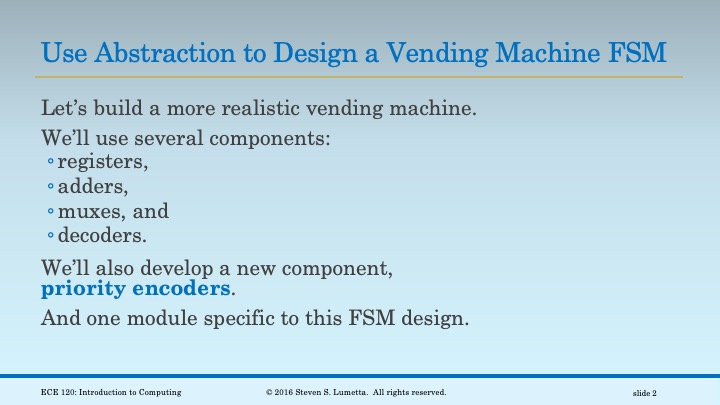 Use Abstraction to Design a Vending Machine FSM
Let’s build a more realistic vending machine.
We’ll use several components:
◦registers,
◦adders,
◦muxes, and
◦decoders.
We’ll also develop a new component,
priority encoders.
And one module specific to this FSM design.
ECE 120: Introduction to Computing
© 2016 Steven S. Lumetta.  All rights reserved.
slide 2